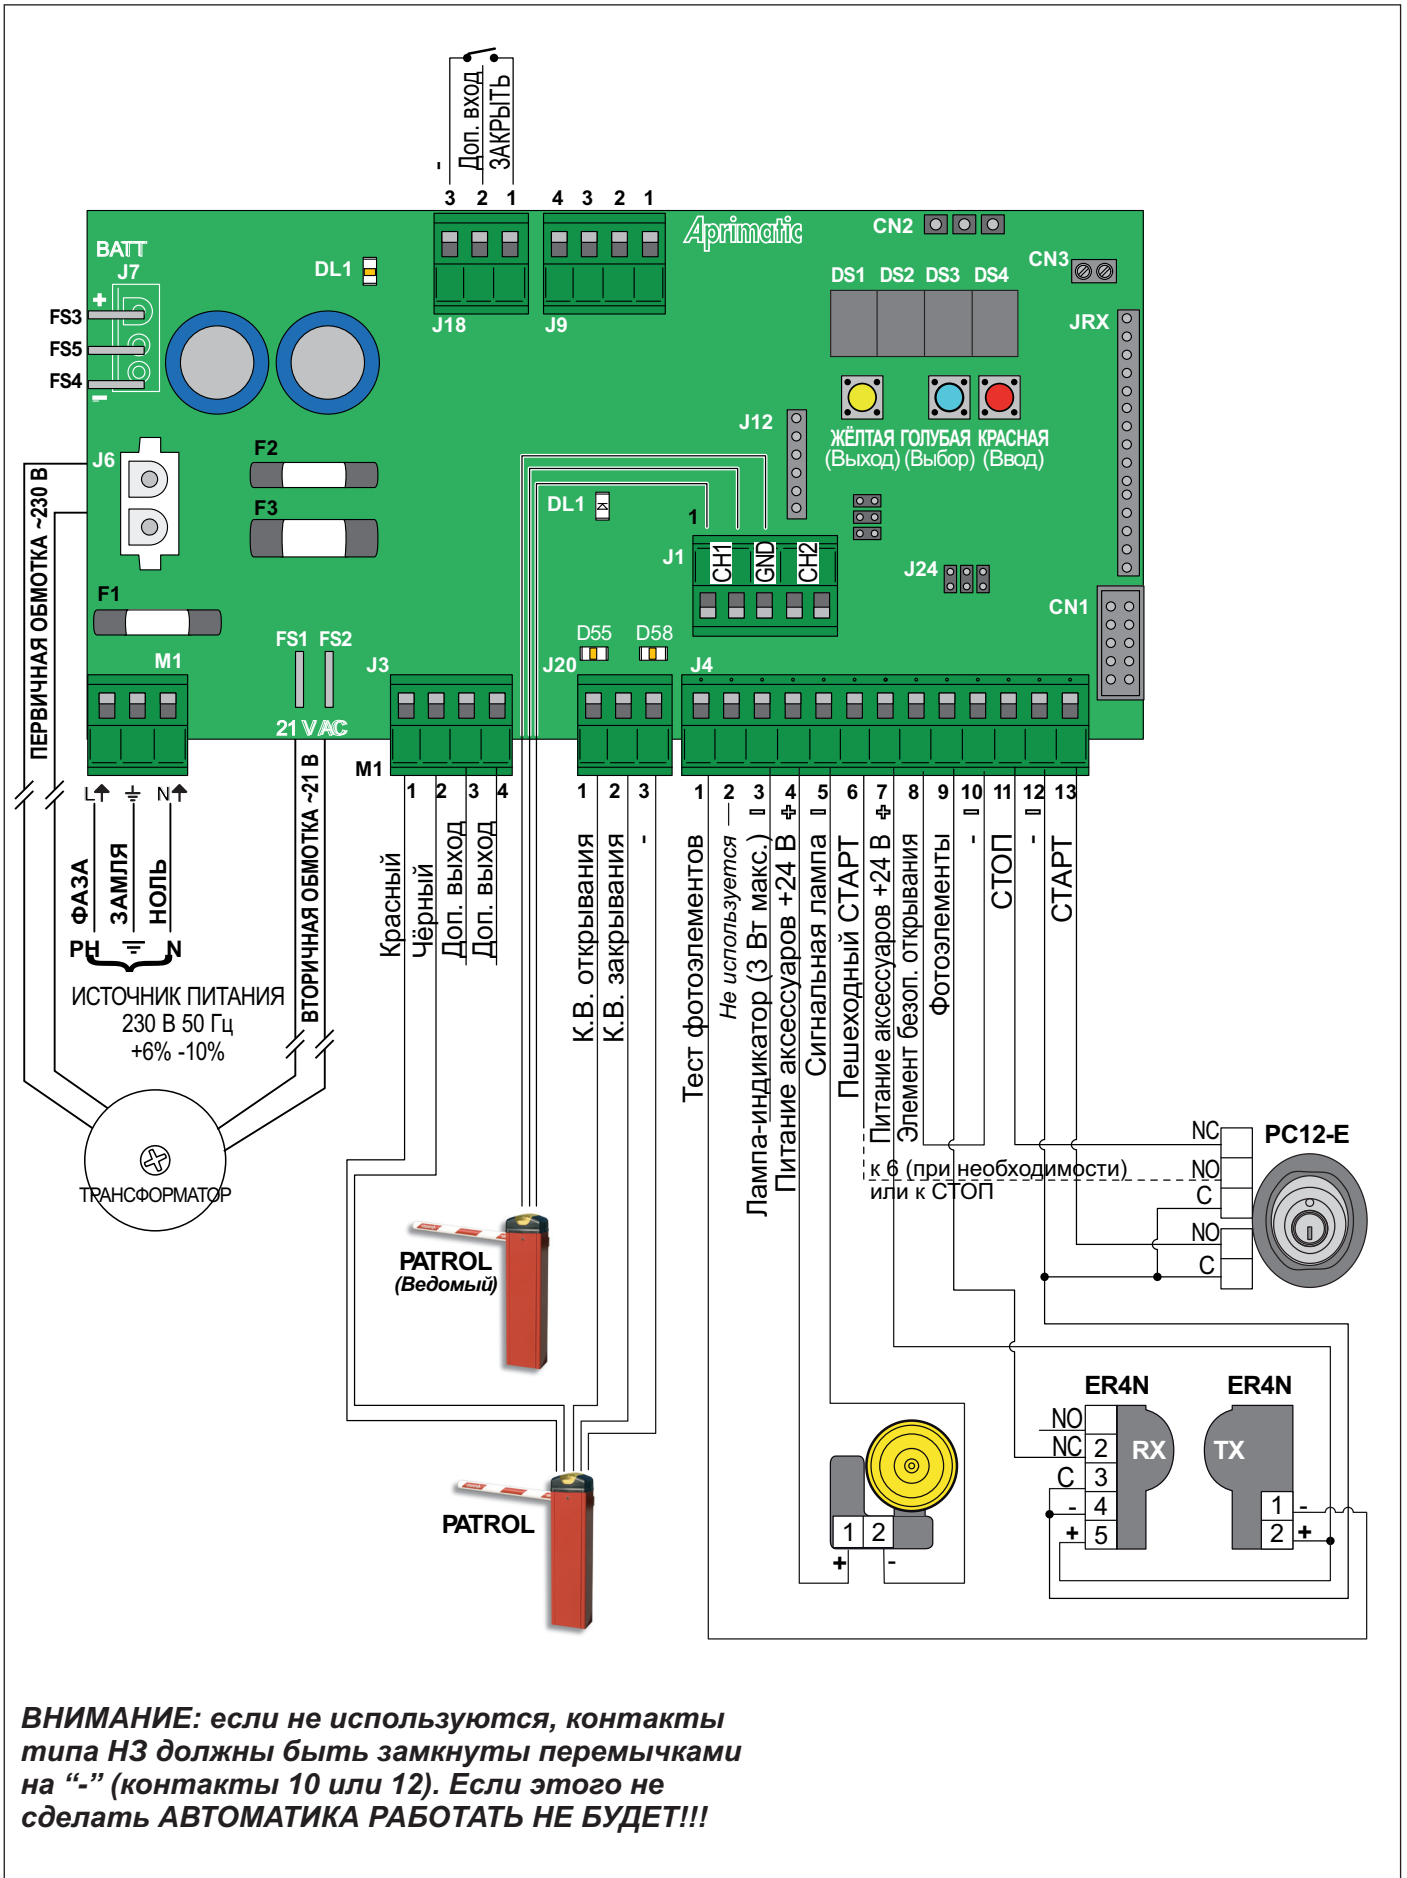 -
Доп. вход
ЗАКРЫТЬ
3 2 1
4 3 2 1
BATT
J7
+
FS3
FS5
FS4
-
DL1
J18
J9
Aprimatic
CN2
CN3
DS1 DS2 DS3 DS4
JRX
ЖЁЛТАЯ ГОЛУБАЯ КРАСНАЯ
(Выход) (Выбор) (Ввод)
J12
J6
F2
F3
DL1
1
J1
CH1
GND
CH2
J24
CN1
F1
M1
FS1 FS2
21 VAC
J3
D55 D58
J20
J4
ПЕРВИЧНАЯ ОБМОТКА ~230 В
ВТОРИЧНАЯ ОБМОТКА ~21 В
L N
ФАЗА
ЗАМЛЯ
НОЛЬ
PH N
ИСТОЧНИК ПИТАНИЯ
230 В 50 Гц
+6% -10%
ТРАНСФОРМАТОР
M1
1 2 3 4
Красный
Чёрный
Доп. выход
Доп. выход
1 2 3
К.В. открывания
К.В. закрывания
-
1 2 3 4 5 6 7 8 9 10 11 12 13
Тест фотоэлементов
Не используется
Лампа-индикатор (3 Вт макс.) -
Питание аксессуаров +24 В +
Сигнальная лампа -
Пешеходный СТАРТ
Питание аксессуаров +24 В +
Элемент безоп. открывания
Фотоэлементы
- -
СТОП
- -
СТАРТ
к 6 (при необходимости)
или к СТОП
PC12-E
NC
NO
C
NO
C
PATROL
(Ведомый)
PATROL
1 2
+ -
ER4N
NO
NC 2
C 3
- 4
+ 5
RX
ER4N
TX
1 -
2 +
ВНИМАНИЕ: если не используются, контакты
типа НЗ должны быть замкнуты перемычками
на “-” (контакты 10 или 12). Если этого не
сделать АВТОМАТИКА РАБОТАТЬ НЕ БУДЕТ!!!